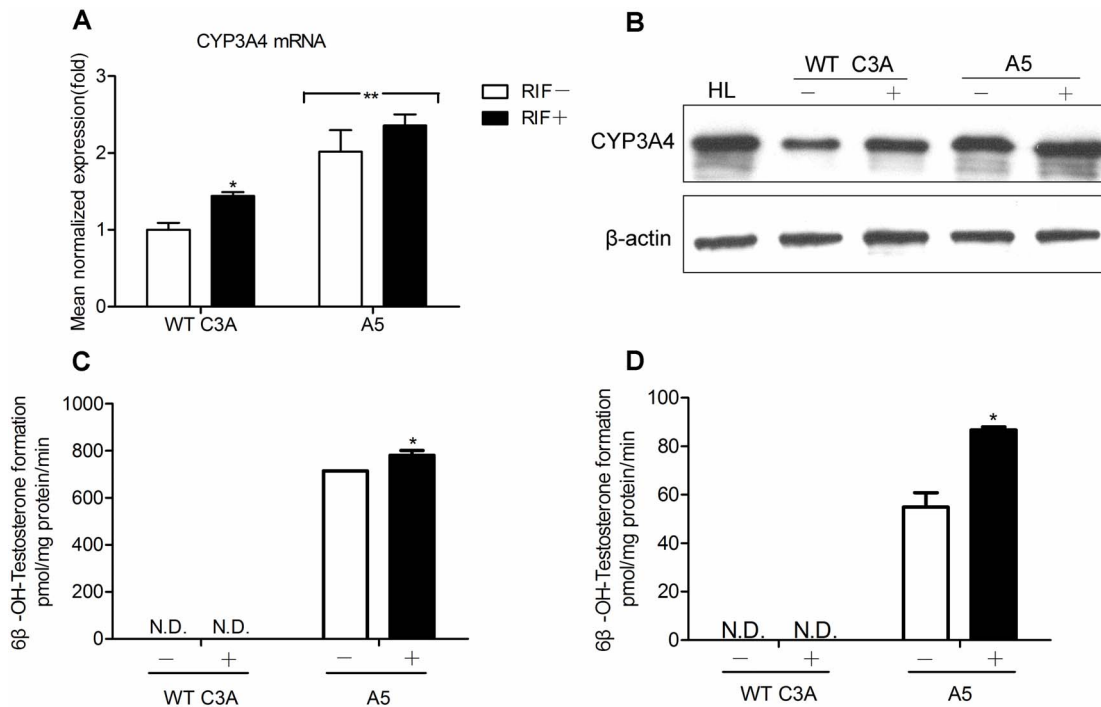 A
CYP3A4 mRNA
Mean normalized expression(fold)
3
2
1
0
*
**
WT C3A
A5
RIF−
RIF+
B
HL
WT C3A
A5
− + − +
CYP3A4
β-actin
C
6β -OH-Testosterone formation
pmol/mg protein/min
1000
800
600
400
200
0
N.D. N.D.
*
− + − +
WT C3A
A5
D
6β -OH-Testosterone formation
pmol/mg protein/min
100
80
60
40
20
0
N.D. N.D.
*
− + − +
WT C3A
A5